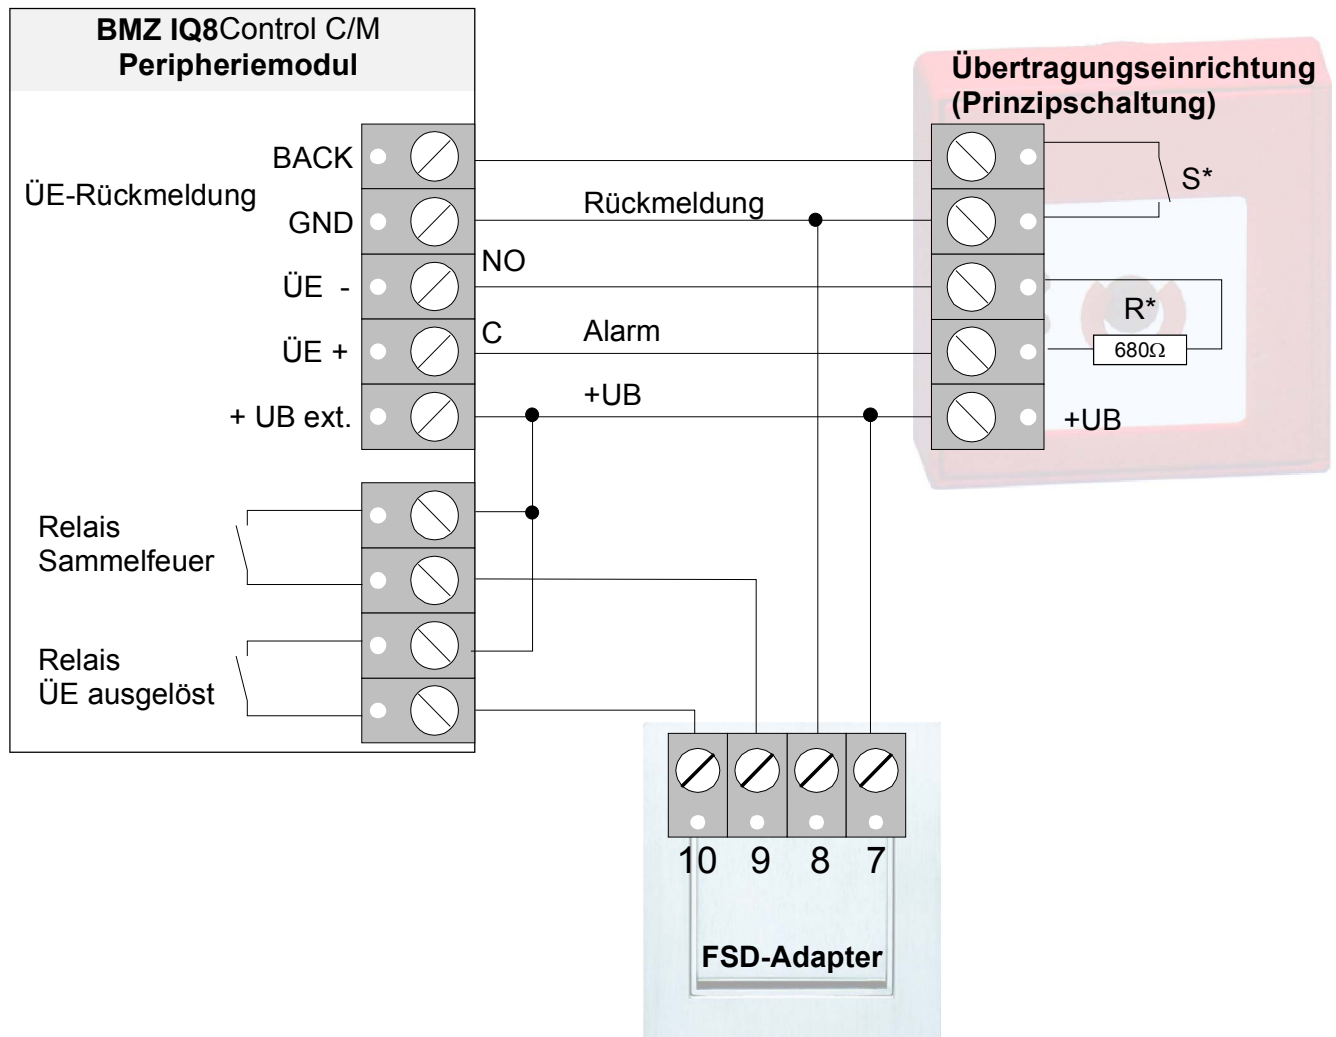 BMZ IQ8Control C/M
Peripheriemodul
Übertragungseinrichtung
(Prinzipschaltung)
BACK
ÜE-Rückmeldung
GND
Rückmeldung
S*
NO
ÜE -
R*
C
Alarm
ÜE +
680Ω
+UB
+ UB ext.
+UB
Relais
Sammelfeuer
Relais
ÜE ausgelöst
10 9 8 7
FSD-Adapter